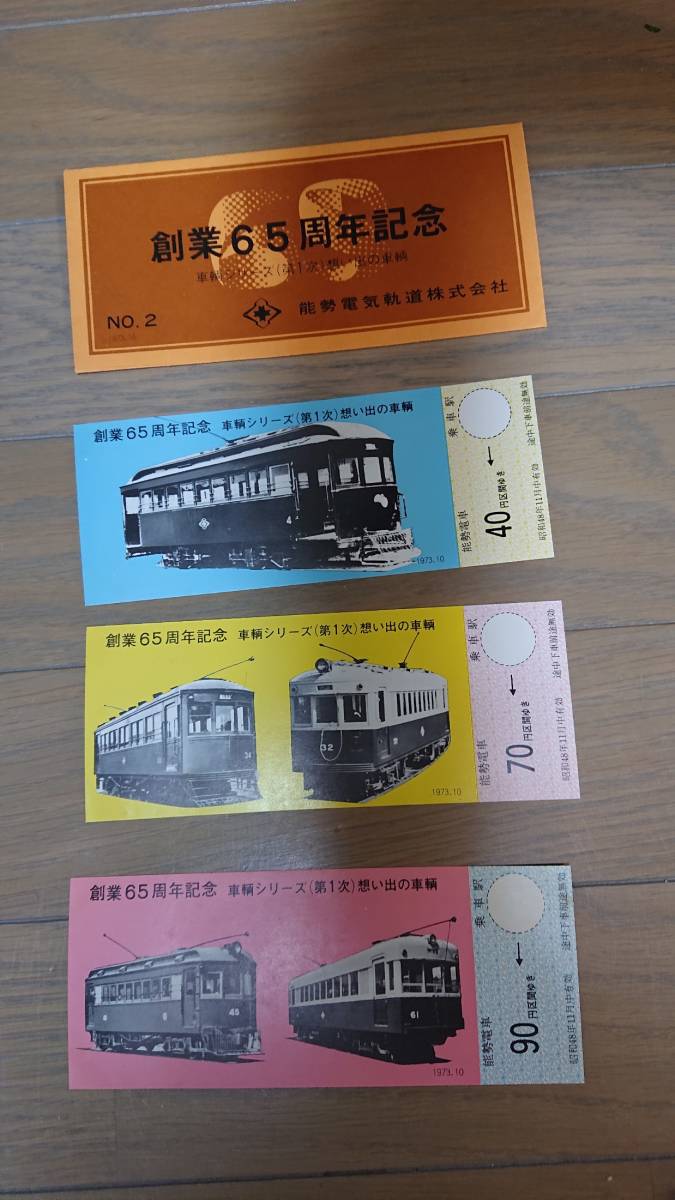 創業65周年記念
車輌シリーズ(第1次)想い出の車輌
NO.2
能勢電気軌道株式会社
創業65周年記念 車輌シリーズ(第1次)想い出の車輌
4
1973.10
乗車駅
能勢電車
40円区間ゆき
昭和48年11月中有効
途中下車前途無効
創業65周年記念 車輌シリーズ(第1次)想い出の車輌
34
32
1973.10
乗車駅
能勢電車
70円区間ゆき
昭和48年11月中有効
途中下車前途無効
創業65周年記念 車輌シリーズ(第1次)想い出の車輌
45
61
1973.10
乗車駅
能勢電車
90円区間ゆき
昭和48年11月中有効
途中下車前途無効